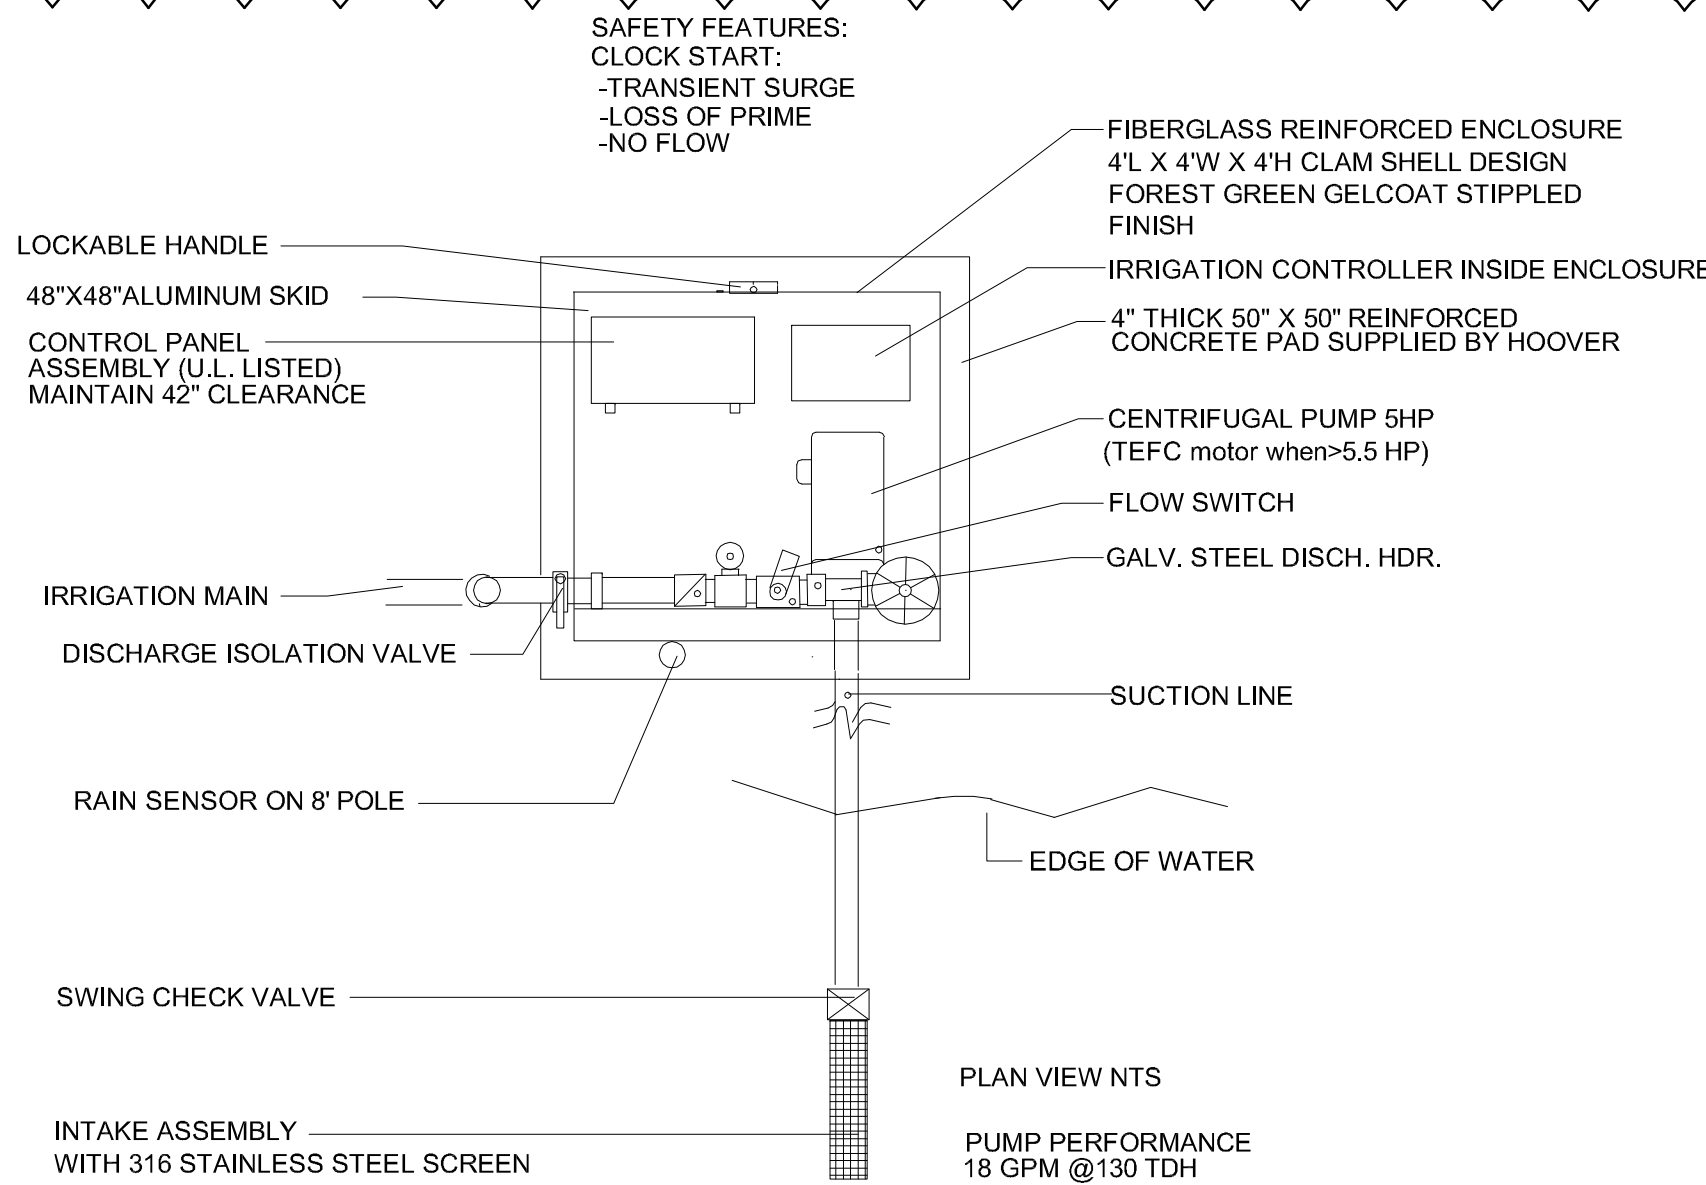 SAFETY FEATURES:
CLOCK START:
-TRANSIENT SURGE
-LOSS OF PRIME
-NO FLOW
FIBERGLASS REINFORCED ENCLOSURE
4'L X 4'W X 4'H CLAM SHELL DESIGN
FOREST GREEN GELCOAT STIPPLED
FINISH
LOCKABLE HANDLE
IRRIGATION CONTROLLER INSIDE ENCLOSURE
48"X48"ALUMINUM SKID
4" THICK 50" X 50" REINFORCED
CONCRETE PAD SUPPLIED BY HOOVER
CONTROL PANEL
ASSEMBLY (U.L. LISTED)
MAINTAIN 42" CLEARANCE
CENTRIFUGAL PUMP 5HP
(TEFC motor when>5.5 HP)
FLOW SWITCH
GALV. STEEL DISCH. HDR.
IRRIGATION MAIN
DISCHARGE ISOLATION VALVE
SUCTION LINE
RAIN SENSOR ON 8' POLE
EDGE OF WATER
SWING CHECK VALVE
PLAN VIEW NTS
INTAKE ASSEMBLY
WITH 316 STAINLESS STEEL SCREEN
PUMP PERFORMANCE
18 GPM @130 TDH